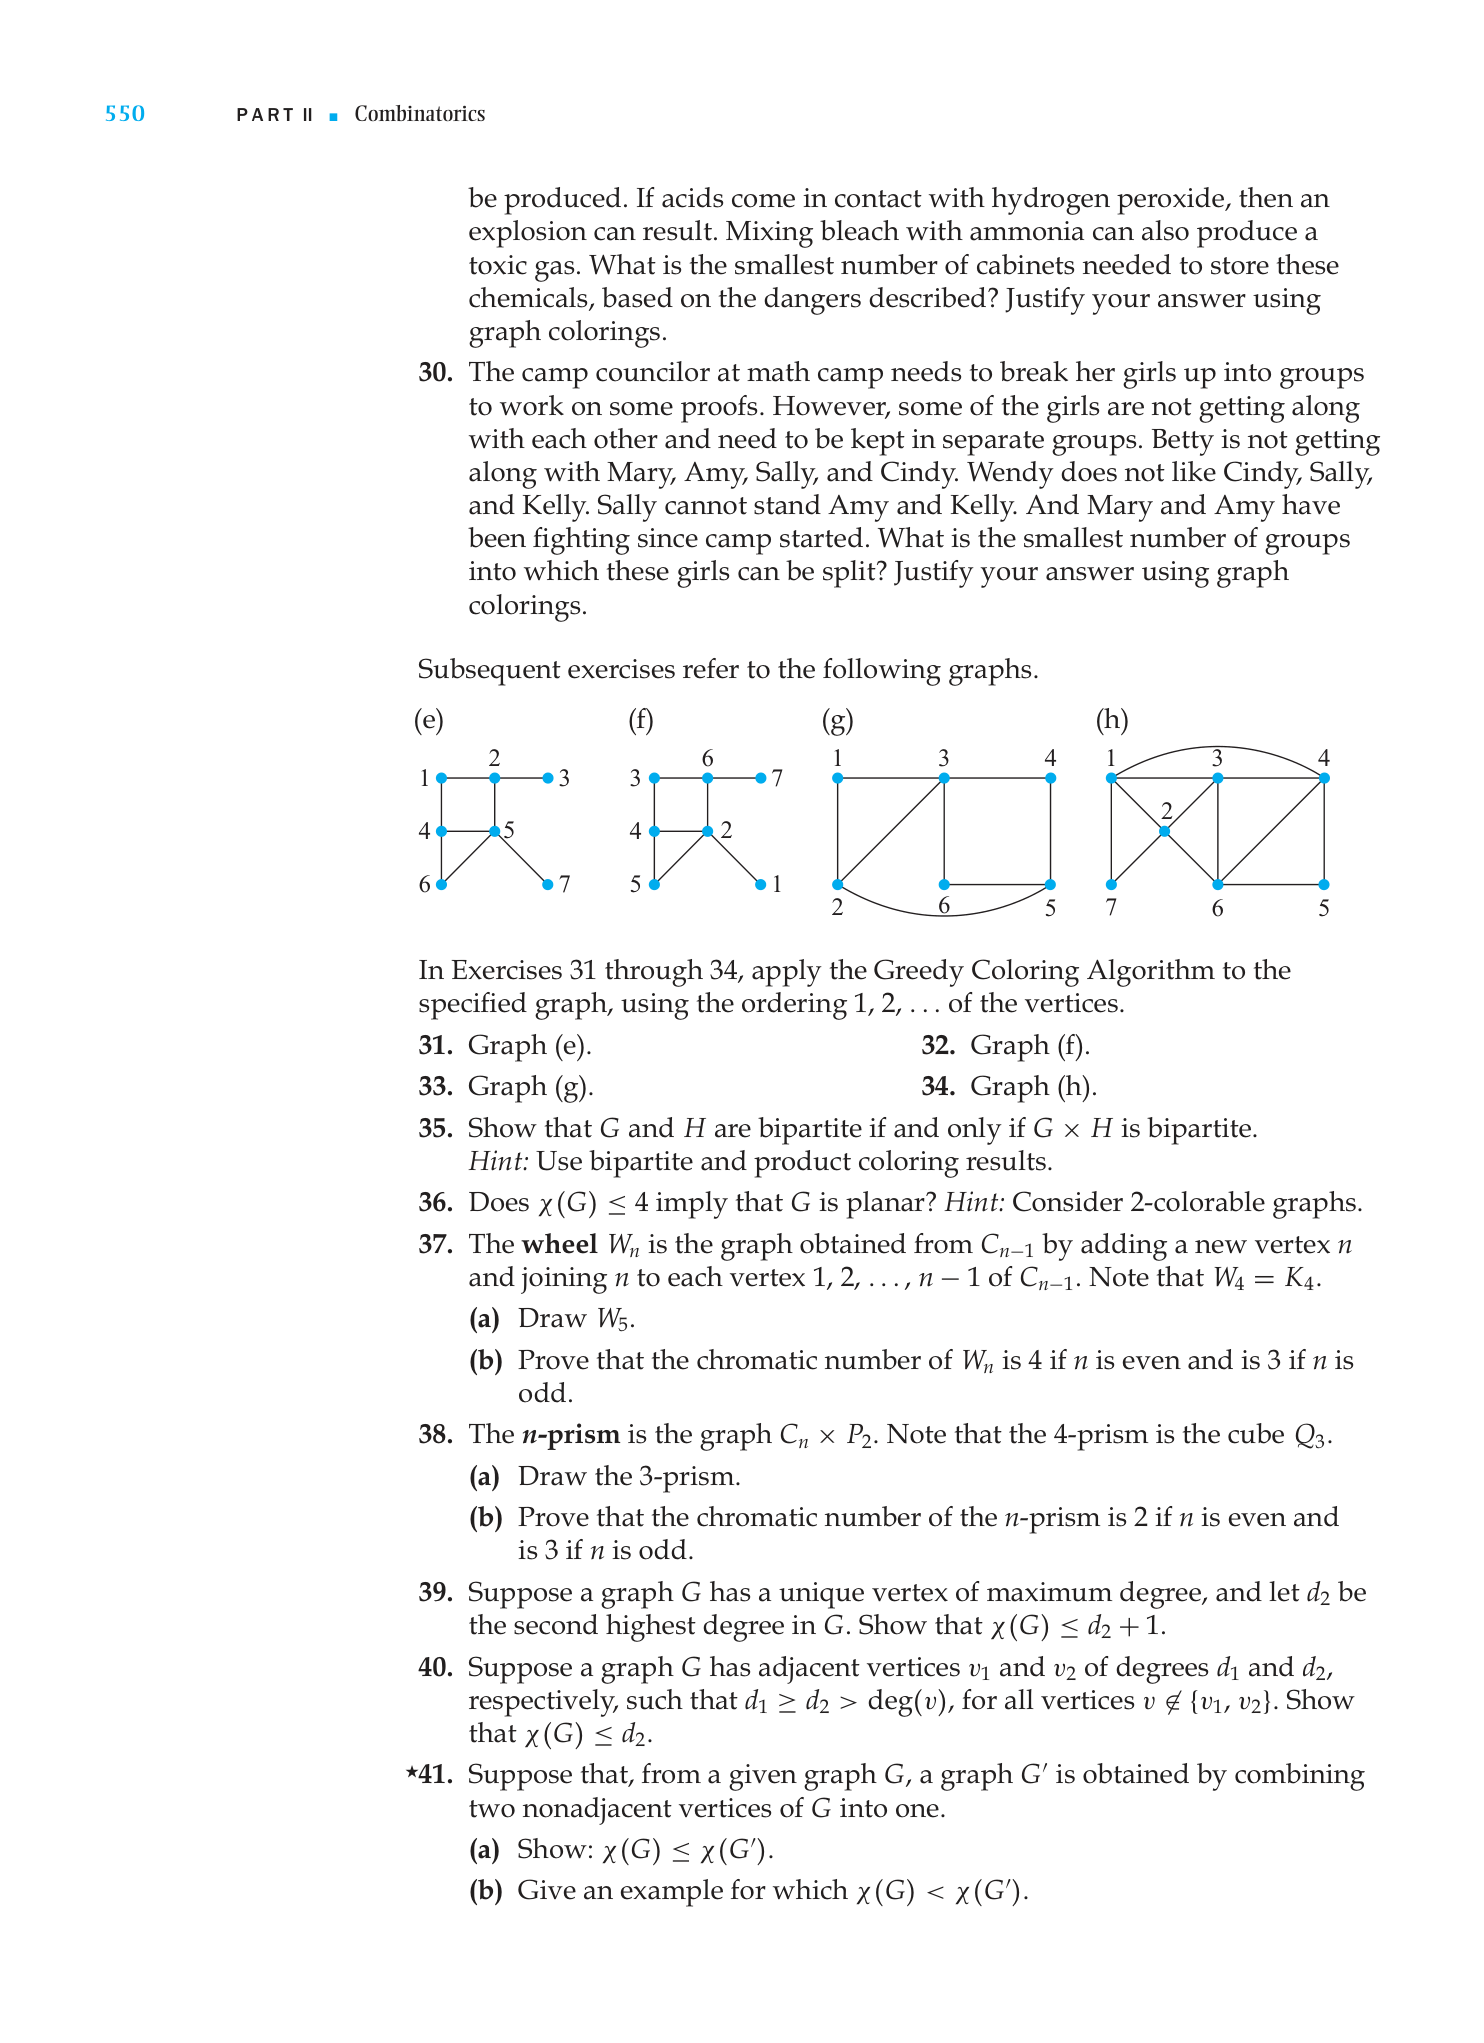 550 PART II ■ Combinatorics
be produced. If acids come in contact with hydrogen peroxide, then an
explosion can result. Mixing bleach with ammonia can also produce a
toxic gas. What is the smallest number of cabinets needed to store these
chemicals, based on the dangers described? Justify your answer using
graph colorings.
30. The camp councilor at math camp needs to break her girls up into groups
to work on some proofs. However, some of the girls are not getting along
with each other and need to be kept in separate groups. Betty is not getting
along with Mary, Amy, Sally, and Cindy. Wendy does not like Cindy, Sally,
and Kelly. Sally cannot stand Amy and Kelly. And Mary and Amy have
been fighting since camp started. What is the smallest number of groups
into which these girls can be split? Justify your answer using graph
colorings.
Subsequent exercises refer to the following graphs.
(e) (f) (g) (h)
2 6 1 3 4 1 3 4
1 3 3 7
2
4 5 4 2
6 7 5 1
2 6 5 7 6 5
In Exercises 31 through 34, apply the Greedy Coloring Algorithm to the
specified graph, using the ordering 1, 2, . . . of the vertices.
31. Graph (e). 32. Graph (f).
33. Graph (g). 34. Graph (h).
35. Show that G and H are bipartite if and only if G × H is bipartite.
Hint: Use bipartite and product coloring results.
36. Does χ(G) ≤ 4 imply that G is planar? Hint: Consider 2-colorable graphs.
37. The wheel Wₙ is the graph obtained from Cₙ₋₁ by adding a new vertex n
and joining n to each vertex 1, 2, . . . , n − 1 of Cₙ₋₁. Note that W₄ = K₄.
(a) Draw W₅.
(b) Prove that the chromatic number of Wₙ is 4 if n is even and is 3 if n is
odd.
38. The n-prism is the graph Cₙ × P₂. Note that the 4-prism is the cube Q₃.
(a) Draw the 3-prism.
(b) Prove that the chromatic number of the n-prism is 2 if n is even and
is 3 if n is odd.
39. Suppose a graph G has a unique vertex of maximum degree, and let d₂ be
the second highest degree in G. Show that χ(G) ≤ d₂ + 1.
40. Suppose a graph G has adjacent vertices v₁ and v₂ of degrees d₁ and d₂,
respectively, such that d₁ ≥ d₂ > deg(v), for all vertices v ∉ {v₁, v₂}. Show
that χ(G) ≤ d₂.
★41. Suppose that, from a given graph G, a graph G′ is obtained by combining
two nonadjacent vertices of G into one.
(a) Show: χ(G) ≤ χ(G′).
(b) Give an example for which χ(G) < χ(G′).